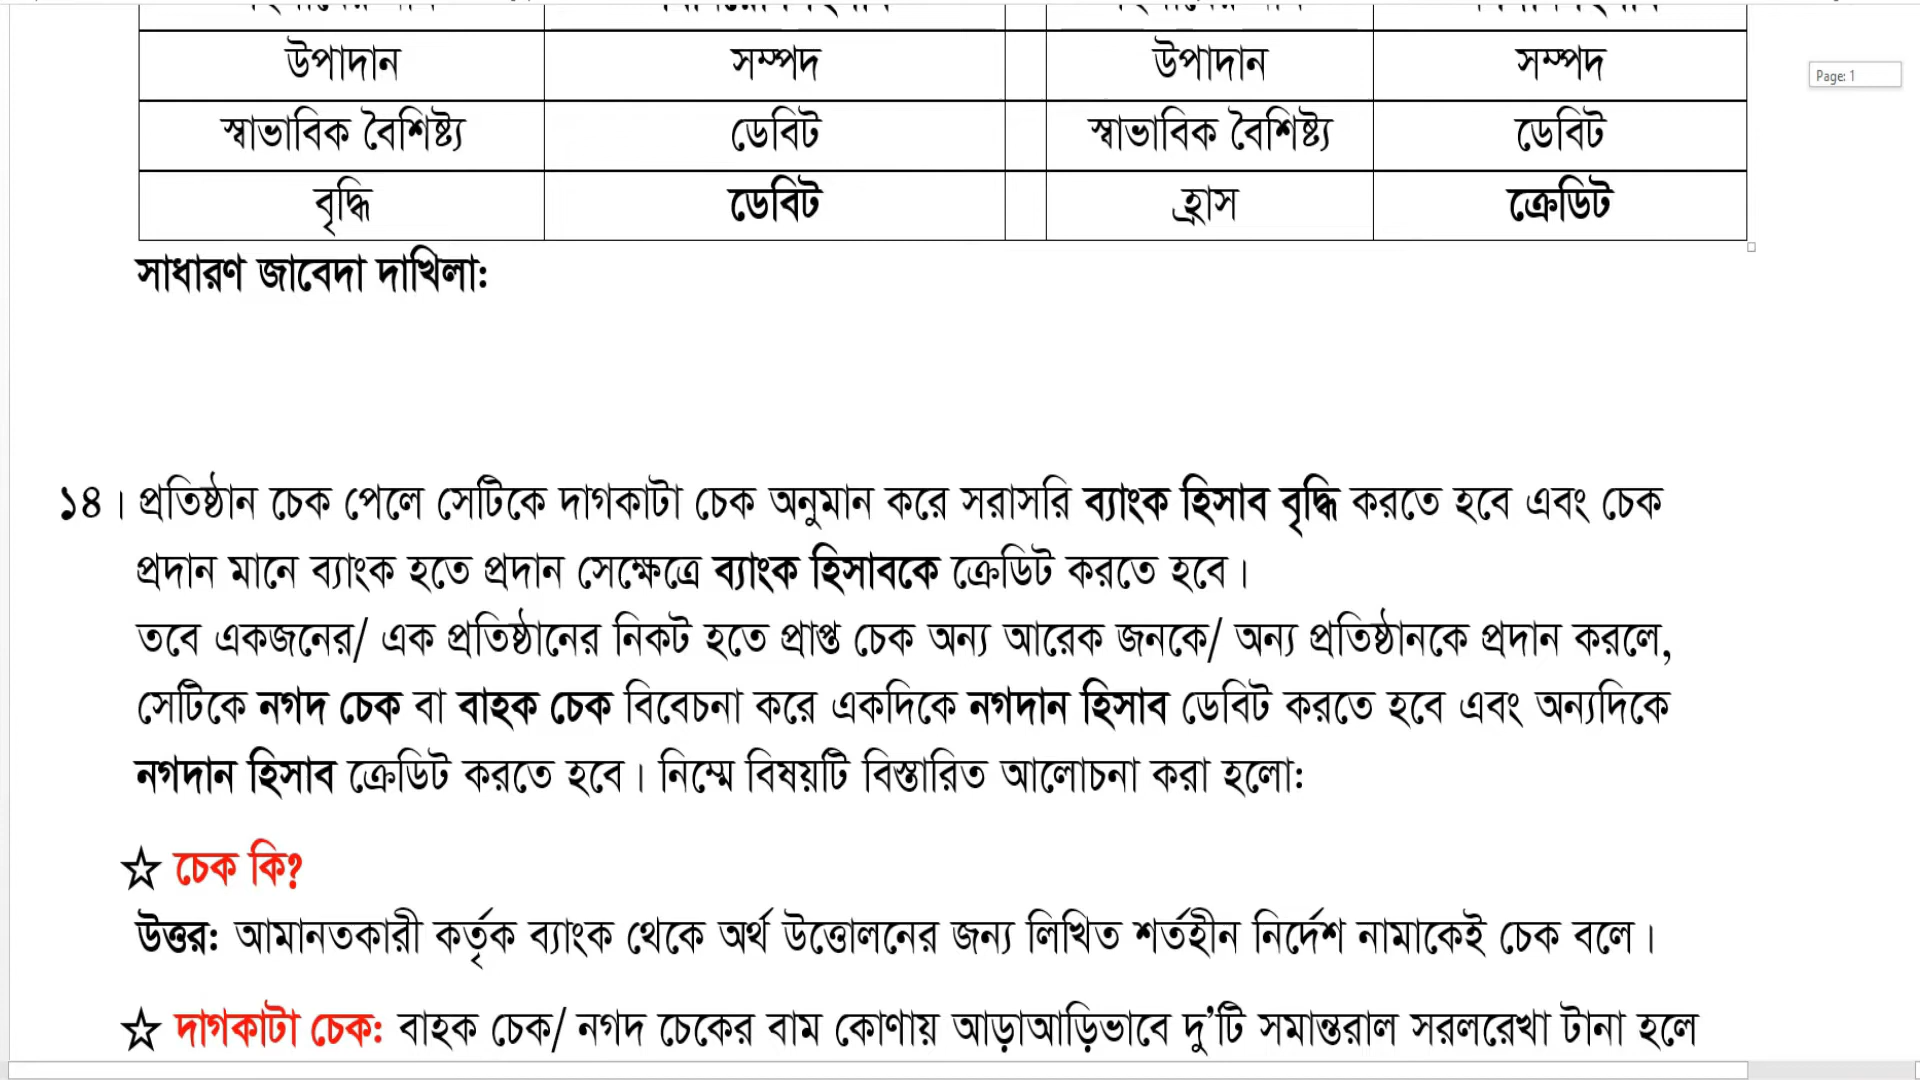 উপাদান সম্পদ উপাদান সম্পদ
Page: 1
স্বাভাবিক বৈশিষ্ট্য ডেবিট স্বাভাবিক বৈশিষ্ট্য ডেবিট
বৃদ্ধি ডেবিট হ্রাস ক্রেডিট
সাধারণ জাবেদা দাখিলা:
১৪। প্রতিষ্ঠান চেক পেলে সেটিকে দাগকাটা চেক অনুমান করে সরাসরি ব্যাংক হিসাব বৃদ্ধি করতে হবে এবং চেক
প্রদান মানে ব্যাংক হতে প্রদান সেক্ষেত্রে ব্যাংক হিসাবকে ক্রেডিট করতে হবে।
তবে একজনের/ এক প্রতিষ্ঠানের নিকট হতে প্রাপ্ত চেক অন্য আরেক জনকে/ অন্য প্রতিষ্ঠানকে প্রদান করলে,
সেটিকে নগদ চেক বা বাহক চেক বিবেচনা করে একদিকে নগদান হিসাব ডেবিট করতে হবে এবং অন্যদিকে
নগদান হিসাব ক্রেডিট করতে হবে। নিম্মে বিষয়টি বিস্তারিত আলোচনা করা হলো:
☆ চেক কি?
উত্তর: আমানতকারী কর্তৃক ব্যাংক থেকে অর্থ উত্তোলনের জন্য লিখিত শর্তহীন নির্দেশ নামাকেই চেক বলে।
☆ দাগকাটা চেক: বাহক চেক/ নগদ চেকের বাম কোণায় আড়াআড়িভাবে দু’টি সমান্তরাল সরলরেখা টানা হলে